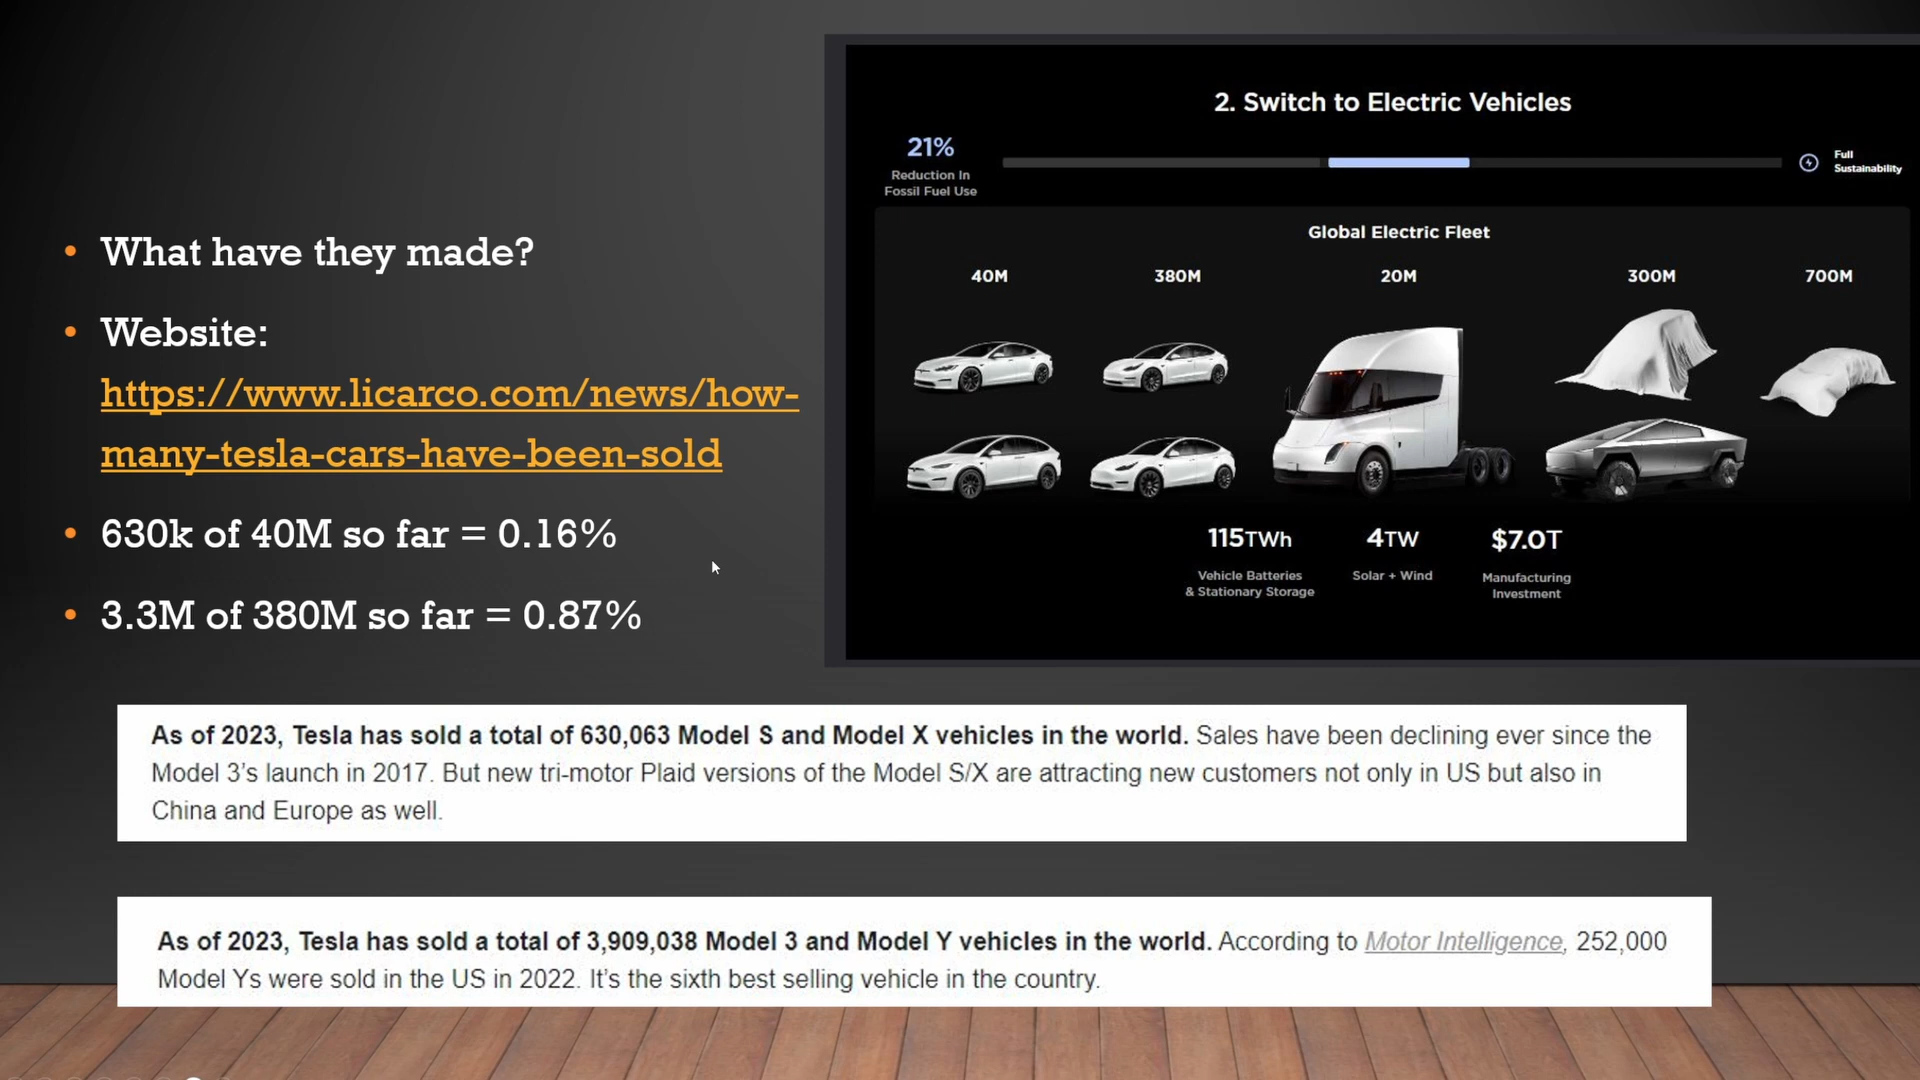 • What have they made?
• Website:
https://www.licarco.com/news/how-
many-tesla-cars-have-been-sold
• 630k of 40M so far = 0.16%
• 3.3M of 380M so far = 0.87%
2. Switch to Electric Vehicles
21%
Reduction In
Fossil Fuel Use
Full
Sustainability
Global Electric Fleet
40M 380M 20M 300M 700M
115TWh 4TW $7.0T
Vehicle Batteries
& Stationary Storage
Solar + Wind
Manufacturing
Investment
As of 2023, Tesla has sold a total of 630,063 Model S and Model X vehicles in the world. Sales have been declining ever since the
Model 3’s launch in 2017. But new tri-motor Plaid versions of the Model S/X are attracting new customers not only in US but also in
China and Europe as well.
As of 2023, Tesla has sold a total of 3,909,038 Model 3 and Model Y vehicles in the world. According to Motor Intelligence, 252,000
Model Ys were sold in the US in 2022. It’s the sixth best selling vehicle in the country.